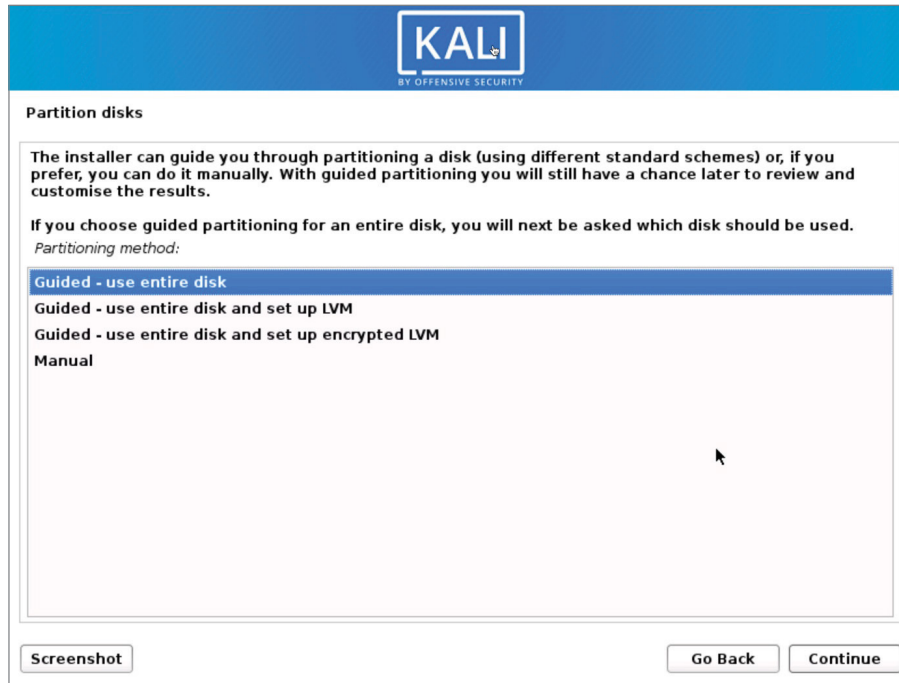 KALI
BY OFFENSIVE SECURITY
Partition disks
The installer can guide you through partitioning a disk (using different standard schemes) or, if you
prefer, you can do it manually. With guided partitioning you will still have a chance later to review and
customise the results.
If you choose guided partitioning for an entire disk, you will next be asked which disk should be used.
Partitioning method:
Guided - use entire disk
Guided - use entire disk and set up LVM
Guided - use entire disk and set up encrypted LVM
Manual
Screenshot
Go Back
Continue